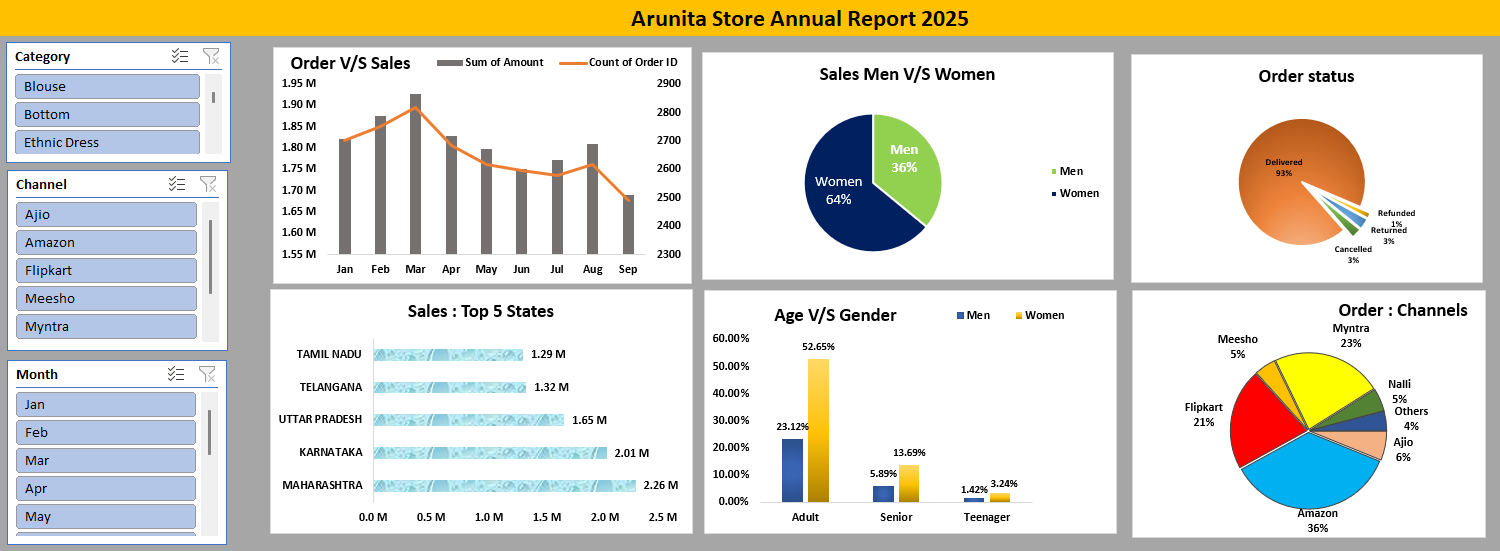 Arunita Store Annual Report 2025
Category
Blouse
Bottom
Ethnic Dress
Channel
Ajio
Amazon
Flipkart
Meesho
Myntra
Month
Jan
Feb
Mar
Apr
May
Order V/S Sales
Sum of Amount
Count of Order ID
1.95 M
1.90 M
1.85 M
1.80 M
1.75 M
1.70 M
1.65 M
1.60 M
1.55 M
2900
2800
2700
2600
2500
2400
2300
Jan Feb Mar Apr May Jun Jul Aug Sep
Sales Men V/S Women
Men
36%
Women
64%
Men
Women
Order status
Delivered
93%
Refunded
1%
Returned
3%
Cancelled
3%
Sales : Top 5 States
TAMIL NADU 1.29 M
TELANGANA 1.32 M
UTTAR PRADESH 1.65 M
KARNATAKA 2.01 M
MAHARASHTRA 2.26 M
0.0 M 0.5 M 1.0 M 1.5 M 2.0 M 2.5 M
Age V/S Gender
Men
Women
60.00%
50.00%
40.00%
30.00%
20.00%
10.00%
0.00%
23.12%
52.65%
5.89%
13.69%
1.42%
3.24%
Adult Senior Teenager
Order : Channels
Myntra
23%
Meesho
5%
Nalli
5%
Others
4%
Flipkart
21%
Ajio
6%
Amazon
36%